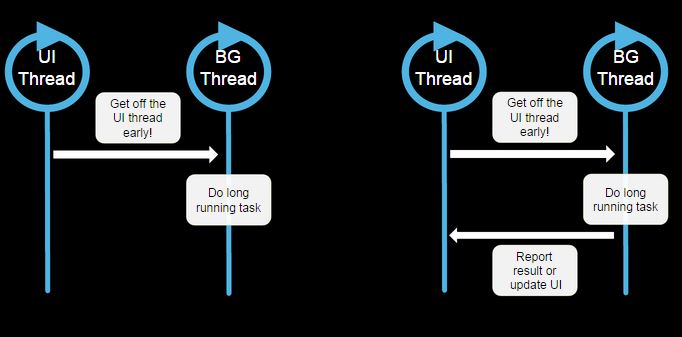 UI
Thread
BG
Thread
Get off the
UI thread
early!
Do long
running task
UI
Thread
BG
Thread
Get off the
UI thread
early!
Do long
running task
Report
result or
update UI